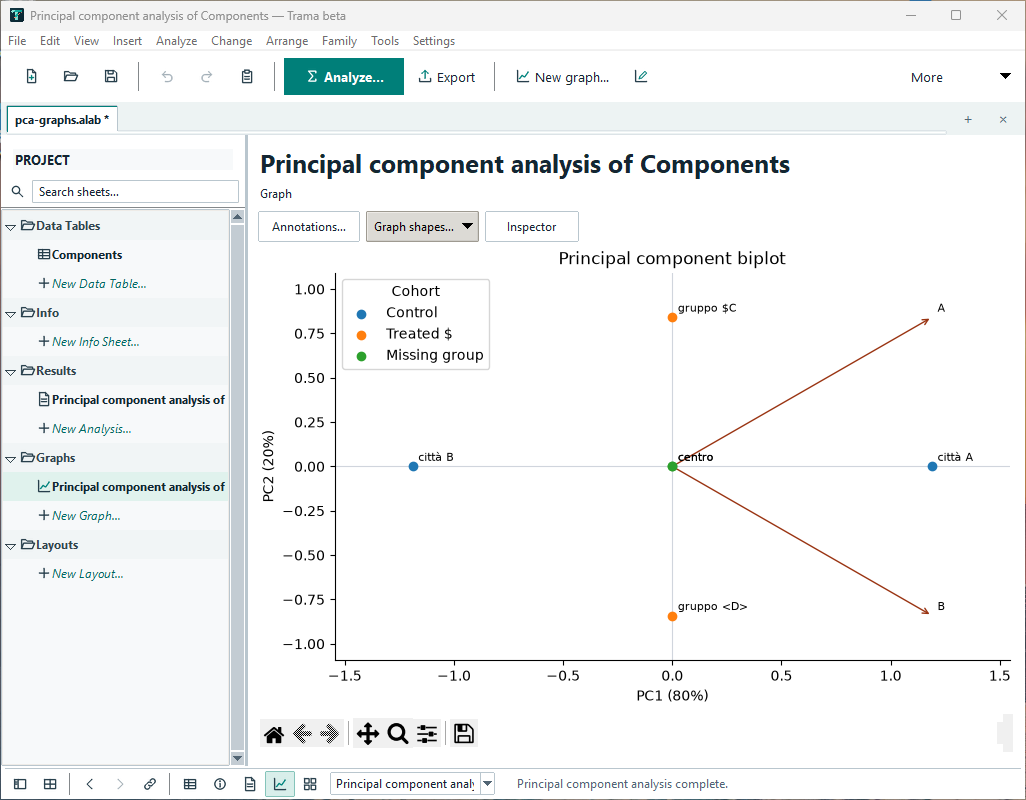 Principal component analysis of Components — Trama beta
File Edit View Insert Analyze Change Arrange Family Tools Settings
Σ Analyze... Export New graph... More
pca-graphs.alab * + ×
PROJECT
Search sheets...
Data Tables
Components
New Data Table...
Info
New Info Sheet...
Results
Principal component analysis of
New Analysis...
Graphs
Principal component analysis of
New Graph...
Layouts
New Layout...
Principal component analysis of Components
Graph
Annotations... Graph shapes... Inspector
Principal component biplot
Cohort
Control
Treated $
Missing group
1.00
0.75
0.50
0.25
0.00
−0.25
−0.50
−0.75
−1.00
PC2 (20%)
gruppo $C
A
città B
centro
città A
gruppo <D>
B
−1.5 −1.0 −0.5 0.0 0.5 1.0 1.5
PC1 (80%)
Principal component analy Principal component analysis complete.